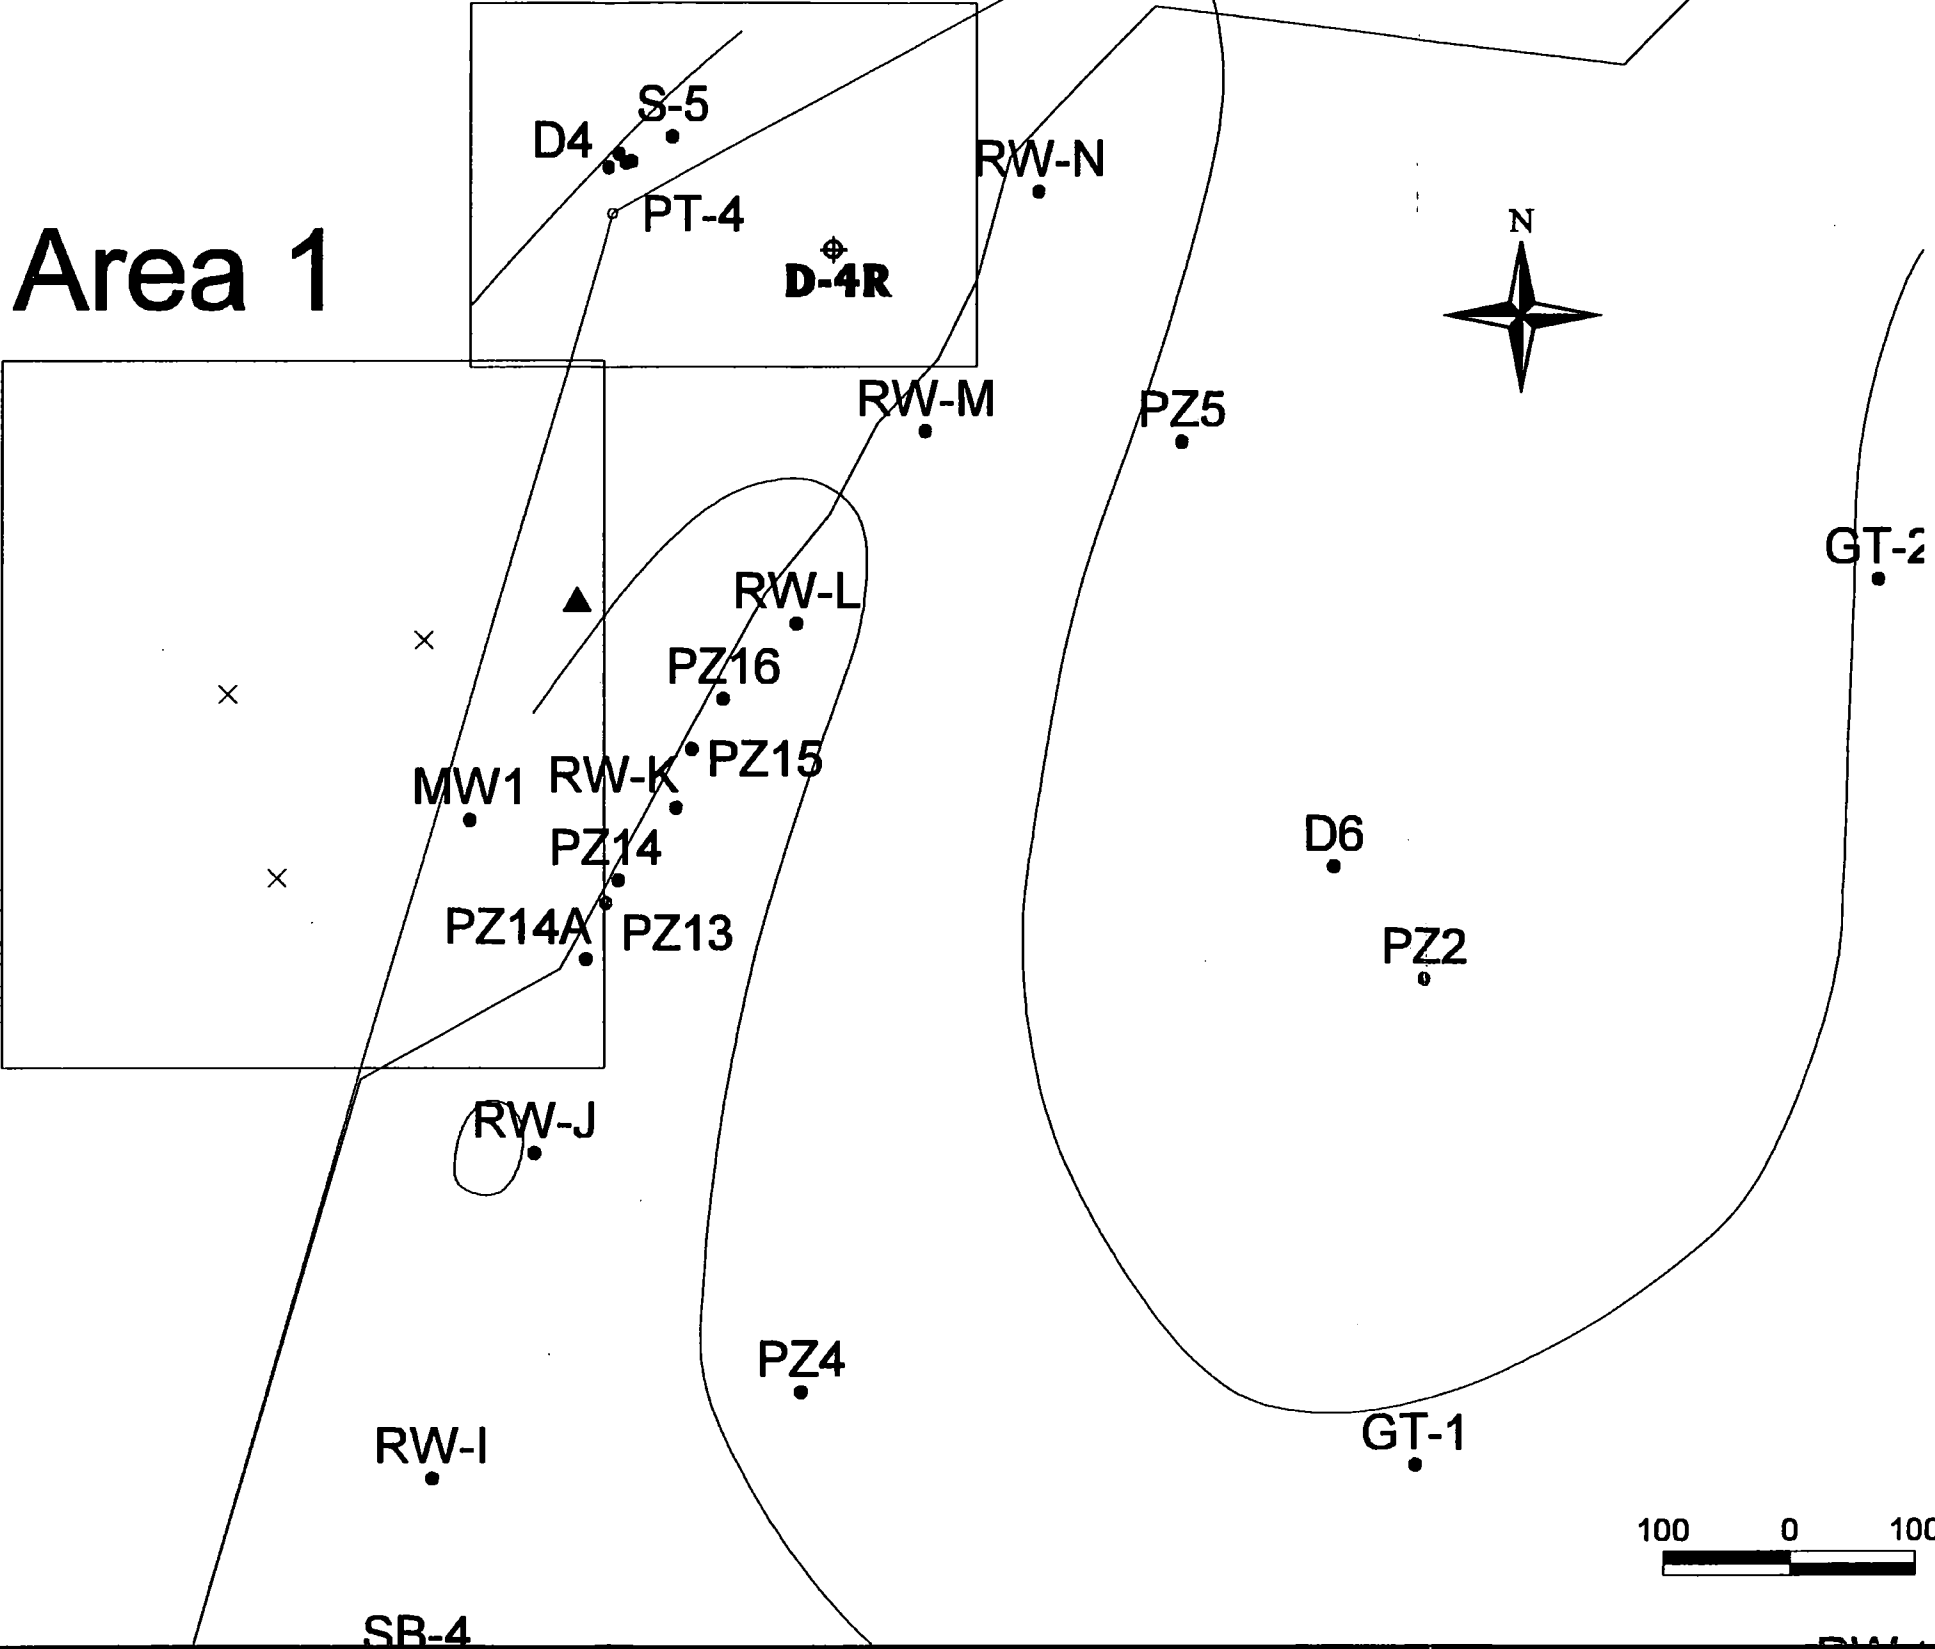 S-5
D4
RW-N
PT-4
N
Area 1
D-4R
RW-M
PZ5
GT-2
RW-L
PZ16
PZ15
RW-K
MW1
D6
PZ14
PZ14A
PZ13
PZ2
RW-J
PZ4
GT-1
RW-I
100 0 100
SB-4